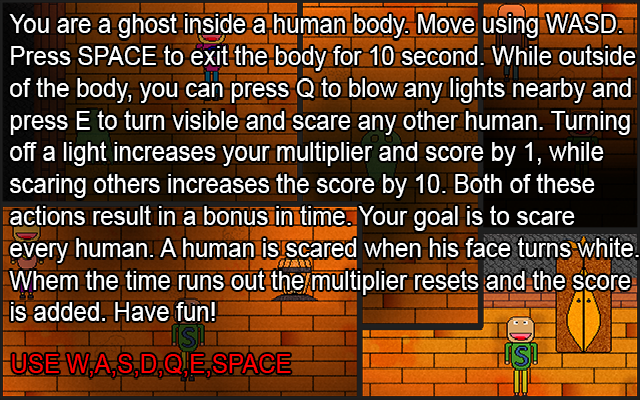 You are a ghost inside a human body. Move using WASD.
Press SPACE to exit the body for 10 second. While outside
of the body, you can press Q to blow any lights nearby and
press E to turn visible and scare any other human. Turning
off a light increases your multiplier and score by 1, while
scaring others increases the score by 10. Both of these
actions result in a bonus in time. Your goal is to scare
every human. A human is scared when his face turns white.
Whem the time runs out the multiplier resets and the score
is added. Have fun!
S
S
USE W,A,S,D,Q,E,SPACE